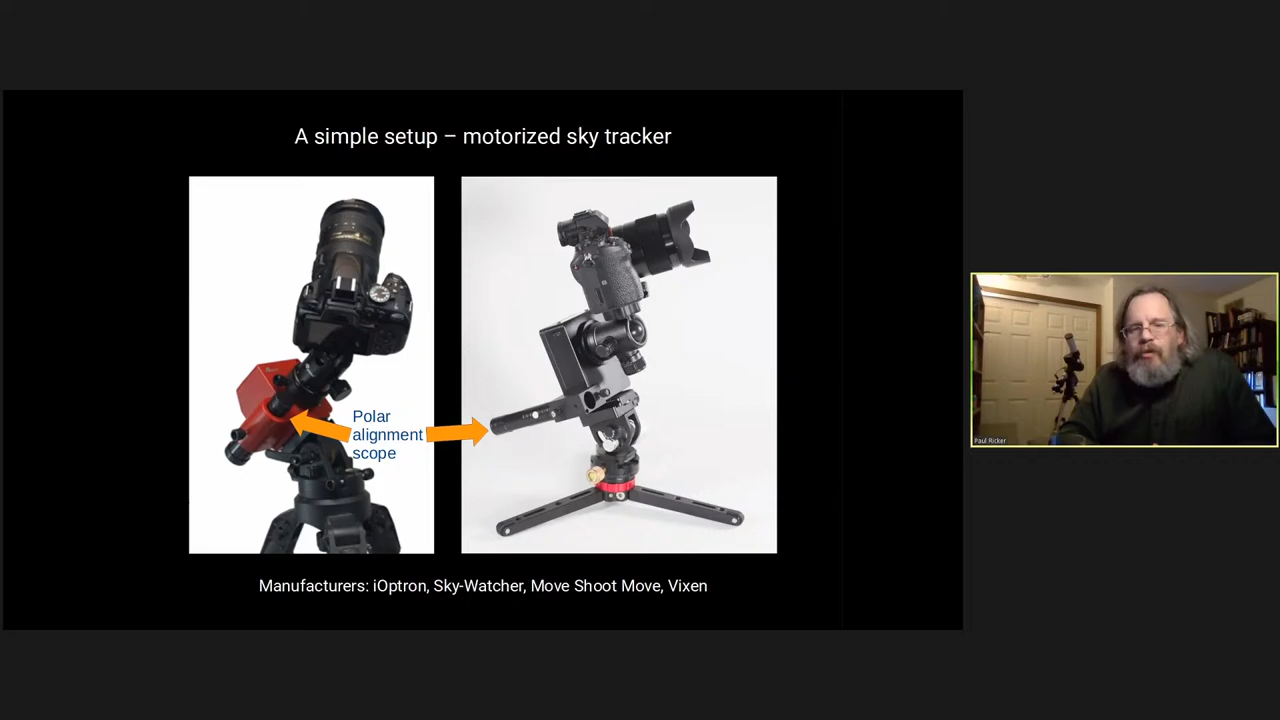 A simple setup – motorized sky tracker
Polar
alignment
scope
Manufacturers: iOptron, Sky-Watcher, Move Shoot Move, Vixen
Paul Ricker